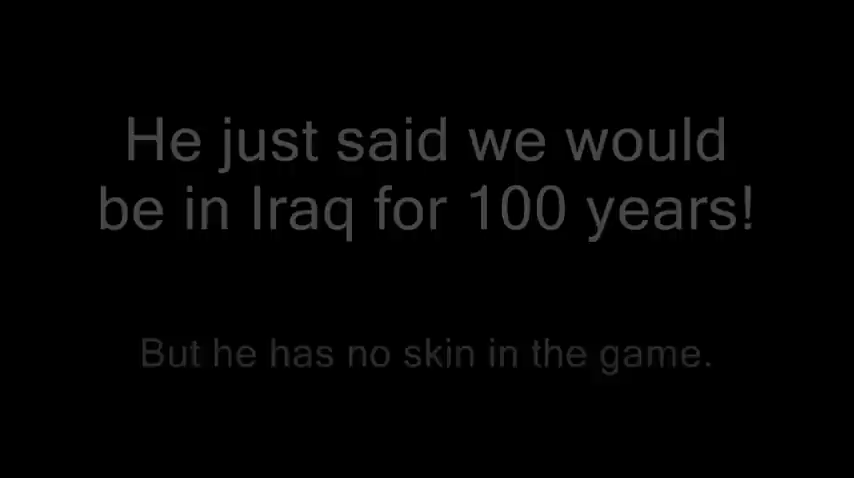 He just said we would
be in Iraq for 100 years!
But he has no skin in the game.